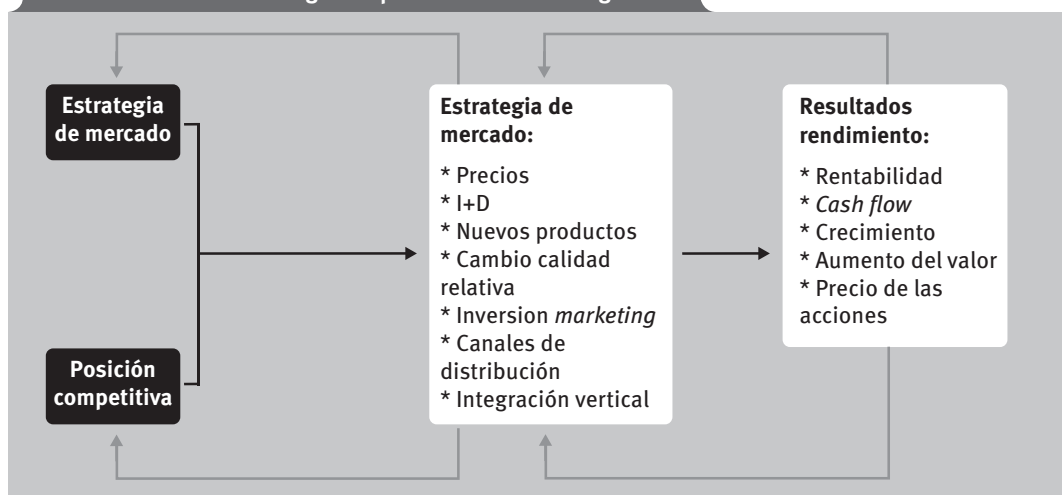 Estrategia
de mercado
Posición
competitiva
Estrategia de
mercado:
* Precios
* I+D
* Nuevos productos
* Cambio calidad
relativa
* Inversion marketing
* Canales de
distribución
* Integración vertical
Resultados
rendimiento:
* Rentabilidad
* Cash flow
* Crecimiento
* Aumento del valor
* Precio de las
acciones